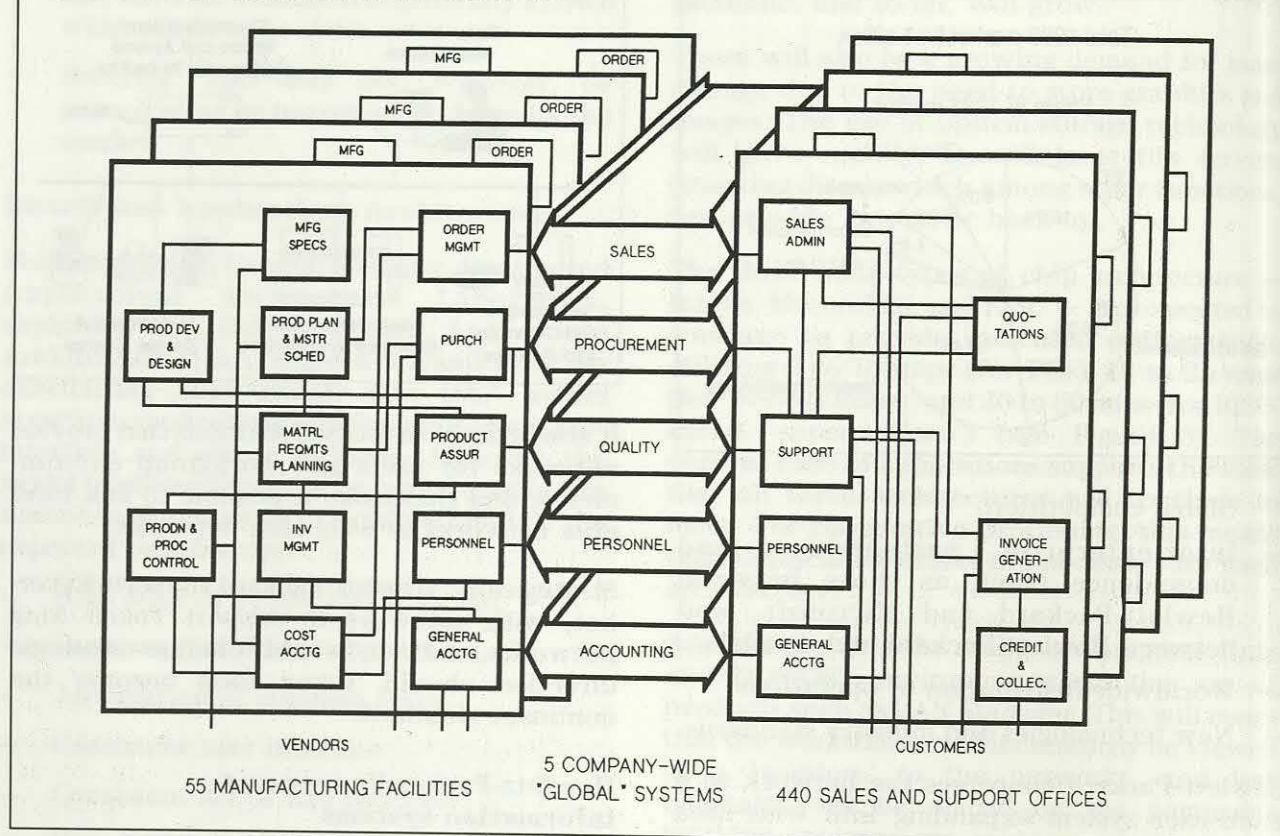 MFG
ORDER
MFG
ORDER
MFG
ORDER
MFG
SPECS
ORDER
MGMT
PROD DEV
&
DESIGN
PROD PLAN
& MSTR
SCHED
PURCH
MATRL
REQMTS
PLANNING
PRODUCT
ASSUR
PRODN &
PROC
CONTROL
INV
MGMT
PERSONNEL
COST
ACCTG
GENERAL
ACCTG
VENDORS
55 MANUFACTURING FACILITIES
SALES
PROCUREMENT
QUALITY
PERSONNEL
ACCOUNTING
5 COMPANY-WIDE
"GLOBAL" SYSTEMS
SALES
ADMIN
QUO-
TATIONS
SUPPORT
PERSONNEL
INVOICE
GENER-
ATION
GENERAL
ACCTG
CREDIT
&
COLLEC.
CUSTOMERS
440 SALES AND SUPPORT OFFICES